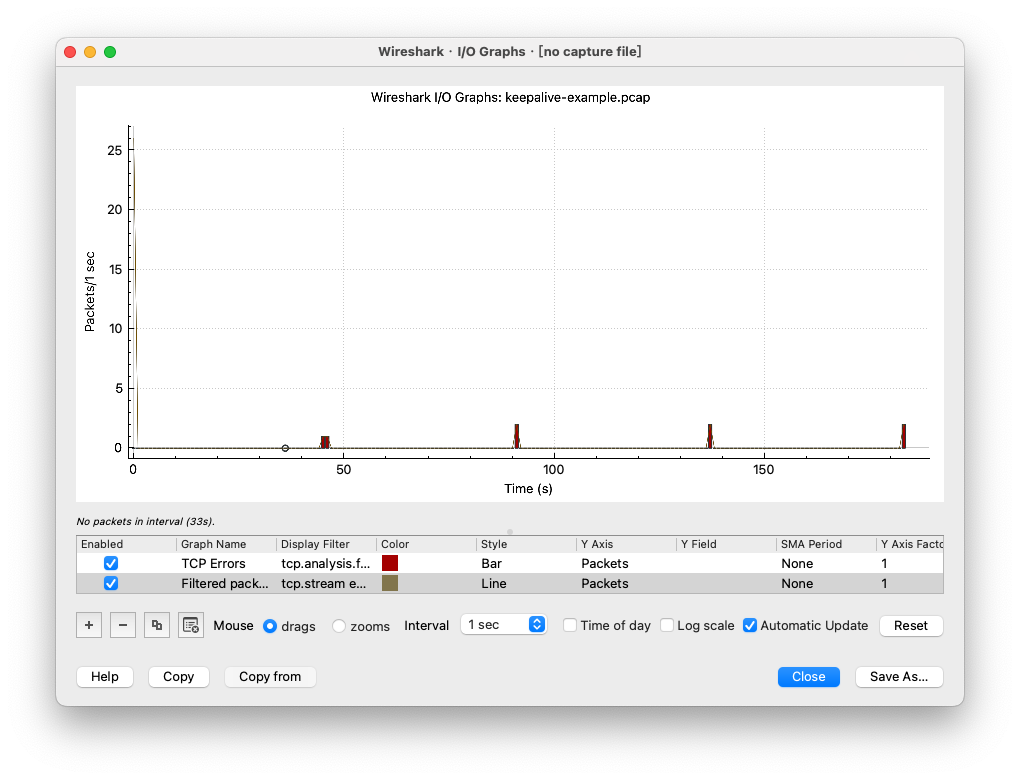 Wireshark · I/O Graphs · [no capture file]
Wireshark I/O Graphs: keepalive-example.pcap
Packets/1 sec
25
20
15
10
5
0
0 50 100 150
Time (s)
No packets in interval (33s).
Enabled Graph Name Display Filter Color Style Y Axis Y Field SMA Period Y Axis Facto
TCP Errors tcp.analysis.f... Bar Packets None 1
Filtered pack... tcp.stream e... Line Packets None 1
+ − Mouse drags zooms Interval 1 sec Time of day Log scale Automatic Update Reset
Help Copy Copy from Close Save As...